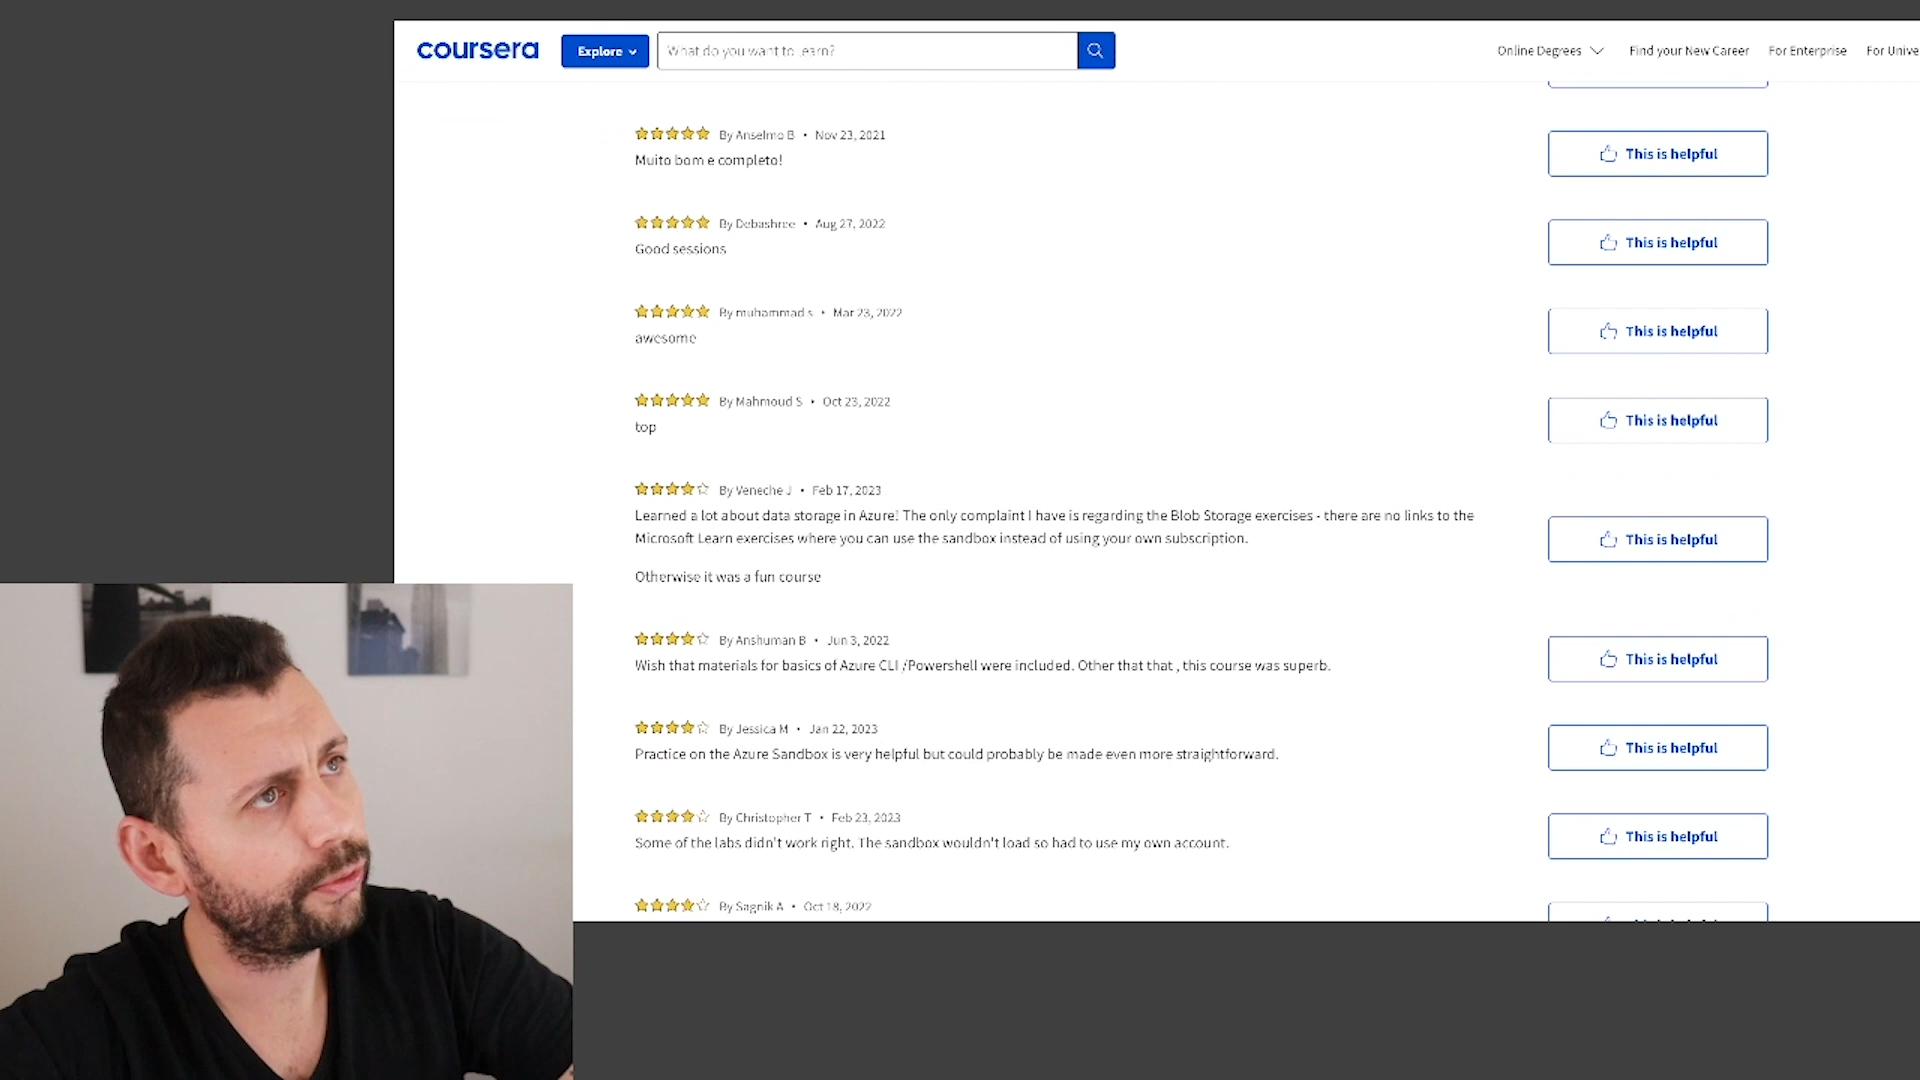 coursera
Explore
What do you want to learn?
Online Degrees
Find your New Career
For Enterprise
For Unive
By Anselmo B • Nov 23, 2021
Muito bom e completo!
This is helpful
By Debashree • Aug 27, 2022
Good sessions
This is helpful
By muhammad s • Mar 23, 2022
awesome
This is helpful
By Mahmoud S • Oct 23, 2022
top
This is helpful
By Veneche J • Feb 17, 2023
Learned a lot about data storage in Azure! The only complaint I have is regarding the Blob Storage exercises - there are no links to the
Microsoft Learn exercises where you can use the sandbox instead of using your own subscription.
Otherwise it was a fun course
This is helpful
By Anshuman B • Jun 3, 2022
Wish that materials for basics of Azure CLI /Powershell were included. Other that that , this course was superb.
This is helpful
By Jessica M • Jan 22, 2023
Practice on the Azure Sandbox is very helpful but could probably be made even more straightforward.
This is helpful
By Christopher T • Feb 23, 2023
Some of the labs didn't work right. The sandbox wouldn't load so had to use my own account.
This is helpful
By Sagnik A • Oct 18, 2022